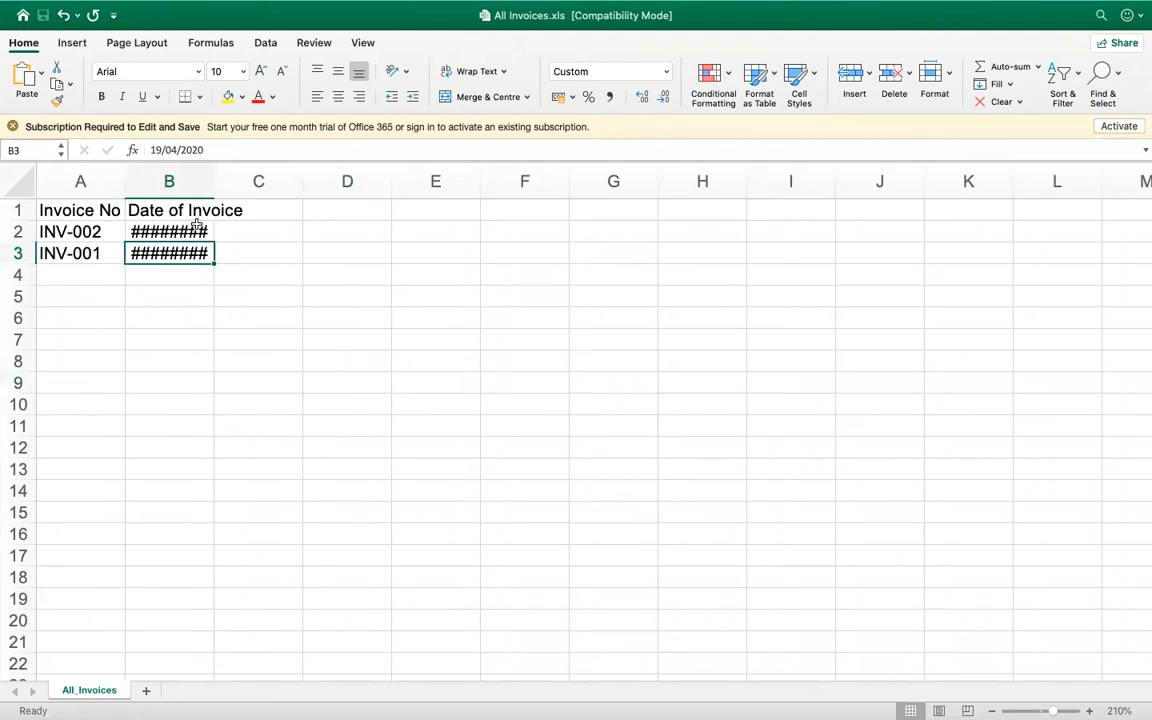 All Invoices.xls [Compatibility Mode]
Home Insert Page Layout Formulas Data Review View Share
Paste Arial 10 A^ A˅ Wrap Text Custom Conditional Formatting Format as Table Cell Styles Insert Delete Format Auto-sum Sort & Filter Find & Select
B I U A Merge & Centre % , Fill
Clear
Subscription Required to Edit and Save Start your free one month trial of Office 365 or sign in to activate an existing subscription. Activate
B3 fx 19/04/2020
A B C D E F G H I J K L M
1 Invoice No Date of Invoice
2 INV-002 ########
3 INV-001 ########
4
5
6
7
8
9
10
11
12
13
14
15
16
17
18
19
20
21
22
All_Invoices
Ready 210%